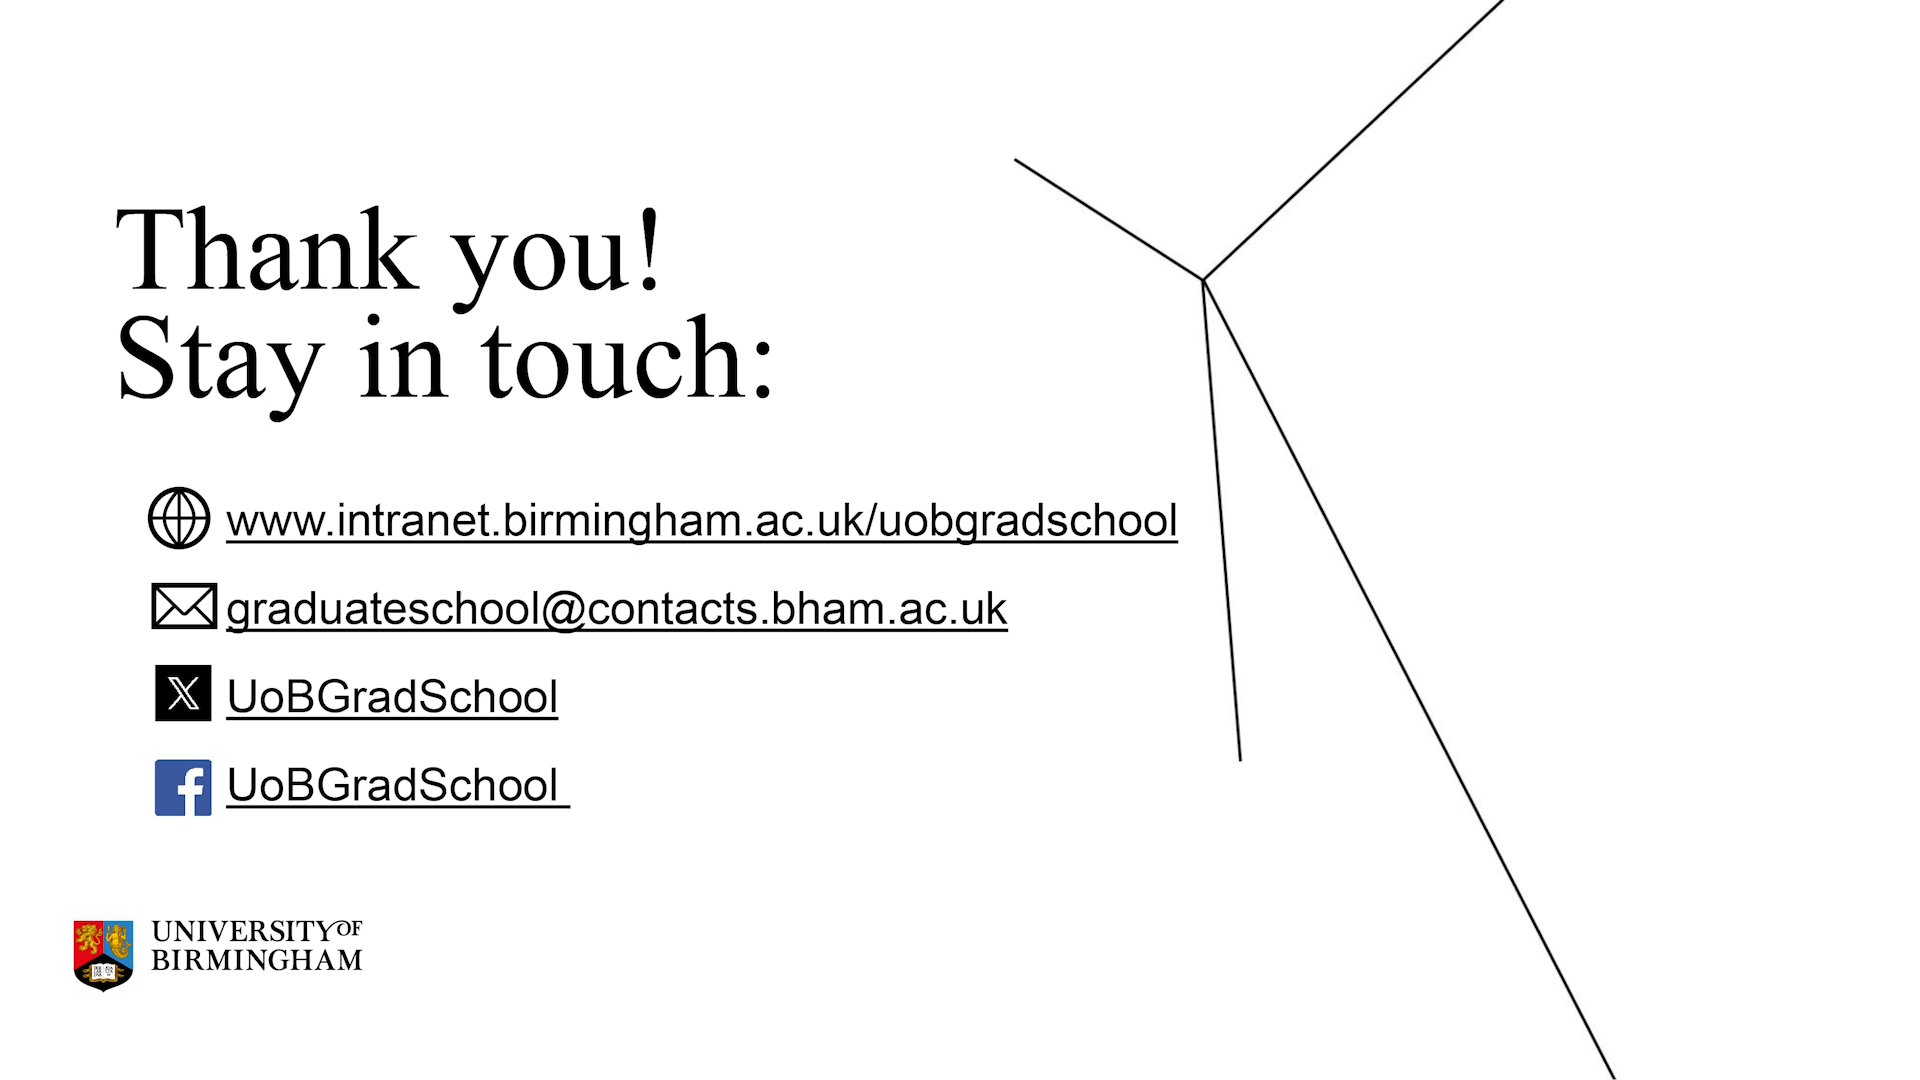 Thank you!
Stay in touch:
www.intranet.birmingham.ac.uk/uobgradschool
graduateschool@contacts.bham.ac.uk
UoBGradSchool
UoBGradSchool
UNIVERSITY OF
BIRMINGHAM